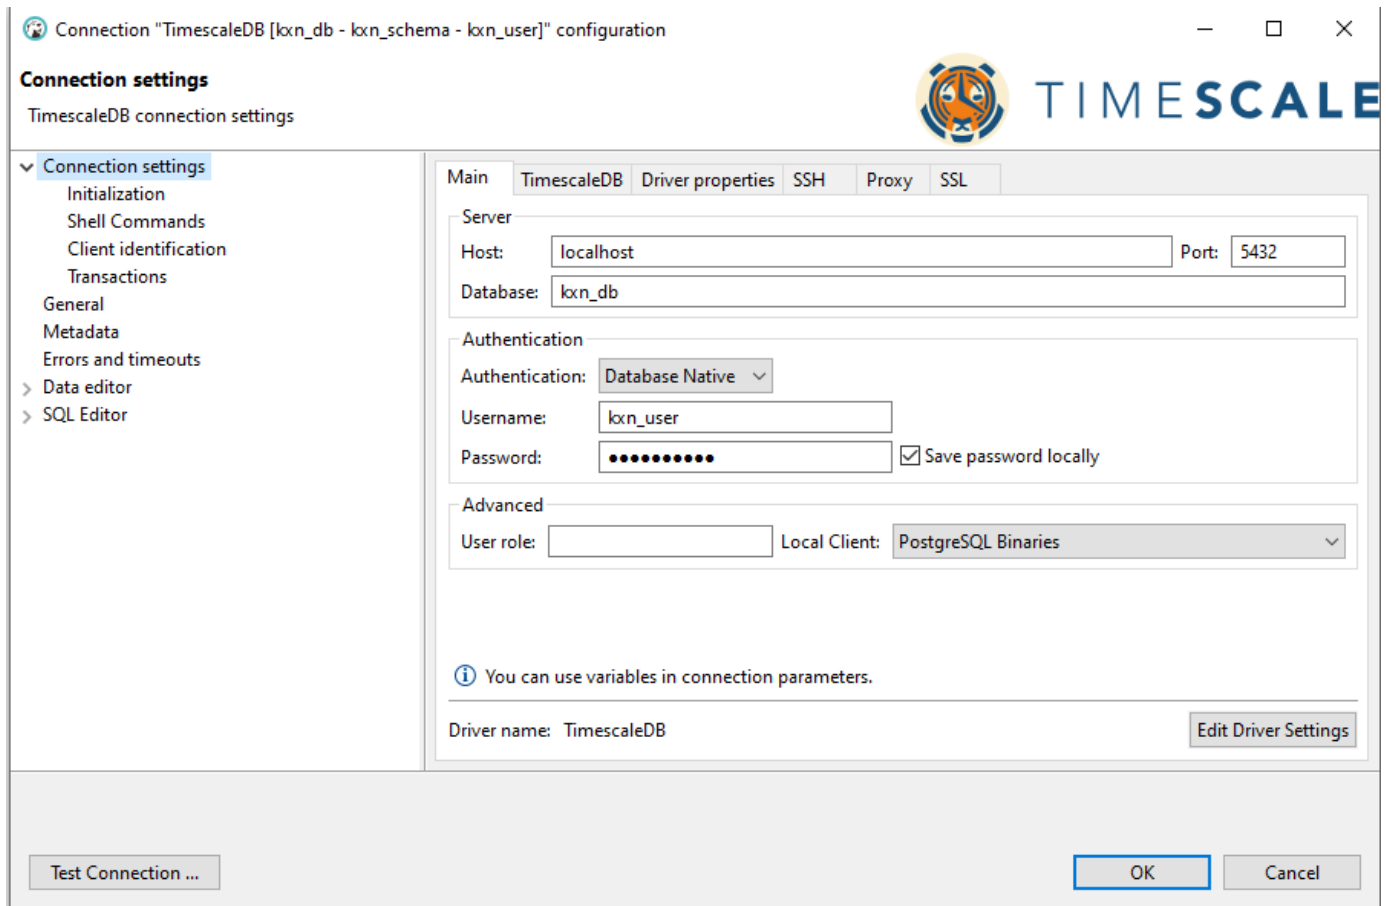 Connection "TimescaleDB [kxn_db - kxn_schema - kxn_user]" configuration
Connection settings
TimescaleDB connection settings
TIMESCALE
Connection settings
Initialization
Shell Commands
Client identification
Transactions
General
Metadata
Errors and timeouts
Data editor
SQL Editor
Main TimescaleDB Driver properties SSH Proxy SSL
Server
Host: localhost Port: 5432
Database: kxn_db
Authentication
Authentication: Database Native
Username: kxn_user
Password: ●●●●●●●●●● Save password locally
Advanced
User role: Local Client: PostgreSQL Binaries
You can use variables in connection parameters.
Driver name: TimescaleDB Edit Driver Settings
Test Connection ... OK Cancel